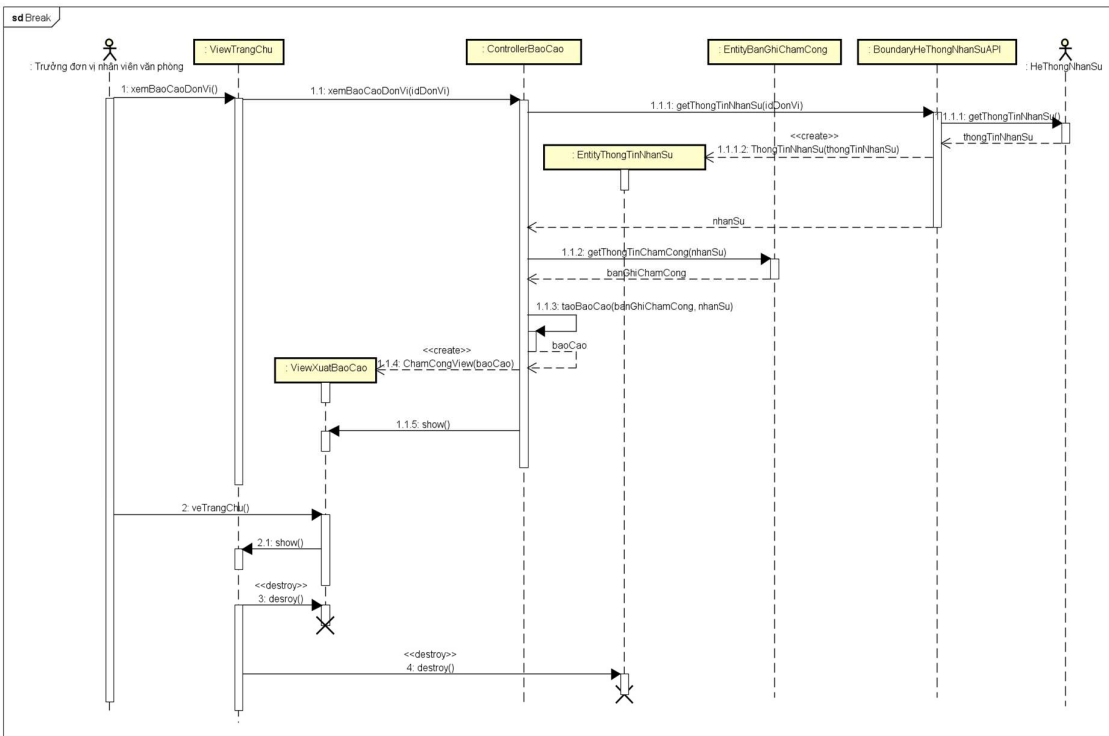 sd Break
: Trưởng đơn vị nhân viên văn phòng
: ViewTrangChu
: ControllerBaoCao
: EntityBanGhiChamCong
: BoundaryHeThongNhanSuAPI
: HeThongNhanSu
1: xemBaoCaoDonVi()
1.1: xemBaoCaoDonVi(idDonVi)
1.1.1: getThongTinNhanSu(idDonVi)
1.1.1.1: getThongTinNhanSu()
thongTinNhanSu
<<create>>
1.1.1.2: ThongTinNhanSu(thongTinNhanSu)
: EntityThongTinNhanSu
nhanSu
1.1.2: getThongTinChamCong(nhanSu)
banGhiChamCong
1.1.3: taoBaoCao(banGhiChamCong, nhanSu)
baoCao
<<create>>
1.1.4: ChamCongView(baoCao)
: ViewXuatBaoCao
1.1.5: show()
2: veTrangChu()
2.1: show()
<<destroy>>
3: desroy()
<<destroy>>
4: destroy()